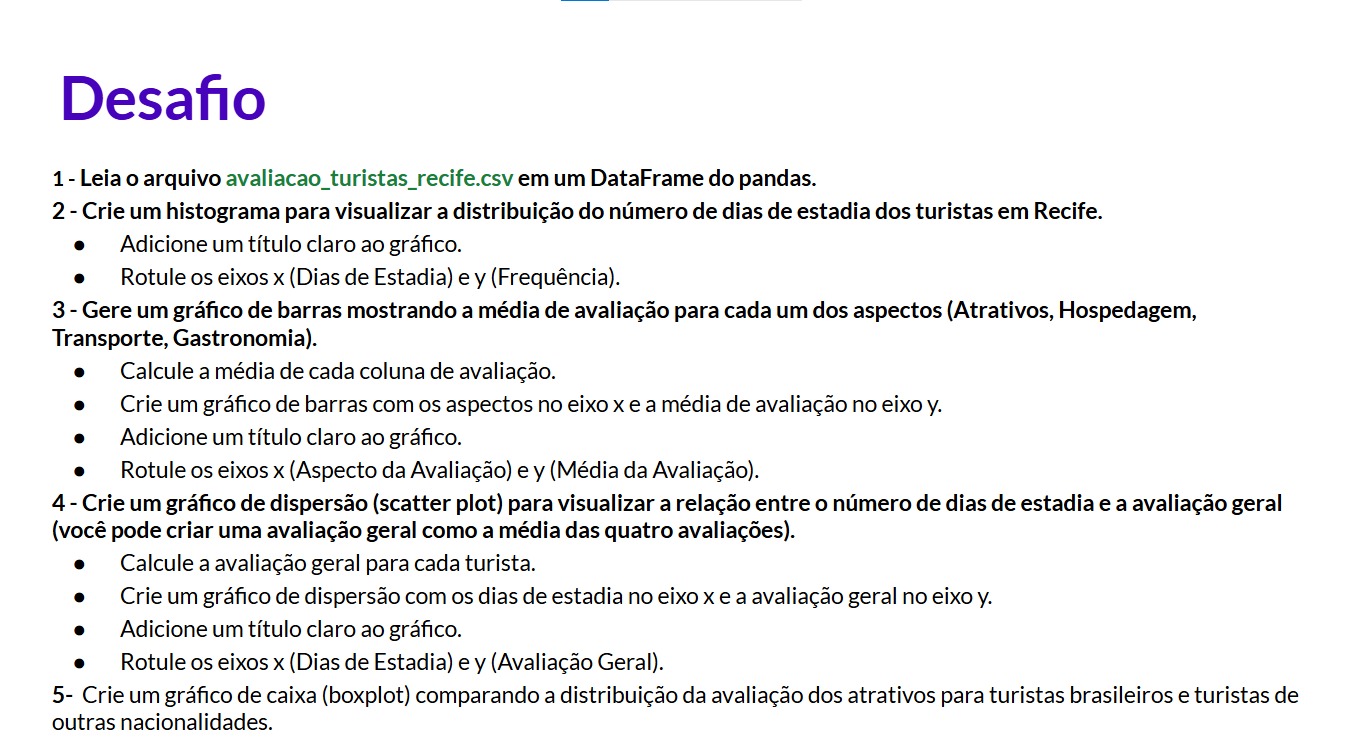 Desafio
1 - Leia o arquivo avaliacao_turistas_recife.csv em um DataFrame do pandas.
2 - Crie um histograma para visualizar a distribuição do número de dias de estadia dos turistas em Recife.
● Adicione um título claro ao gráfico.
● Rotule os eixos x (Dias de Estadia) e y (Frequência).
3 - Gere um gráfico de barras mostrando a média de avaliação para cada um dos aspectos (Atrativos, Hospedagem,
Transporte, Gastronomia).
● Calcule a média de cada coluna de avaliação.
● Crie um gráfico de barras com os aspectos no eixo x e a média de avaliação no eixo y.
● Adicione um título claro ao gráfico.
● Rotule os eixos x (Aspecto da Avaliação) e y (Média da Avaliação).
4 - Crie um gráfico de dispersão (scatter plot) para visualizar a relação entre o número de dias de estadia e a avaliação geral
(você pode criar uma avaliação geral como a média das quatro avaliações).
● Calcule a avaliação geral para cada turista.
● Crie um gráfico de dispersão com os dias de estadia no eixo x e a avaliação geral no eixo y.
● Adicione um título claro ao gráfico.
● Rotule os eixos x (Dias de Estadia) e y (Avaliação Geral).
5- Crie um gráfico de caixa (boxplot) comparando a distribuição da avaliação dos atrativos para turistas brasileiros e turistas de
outras nacionalidades.